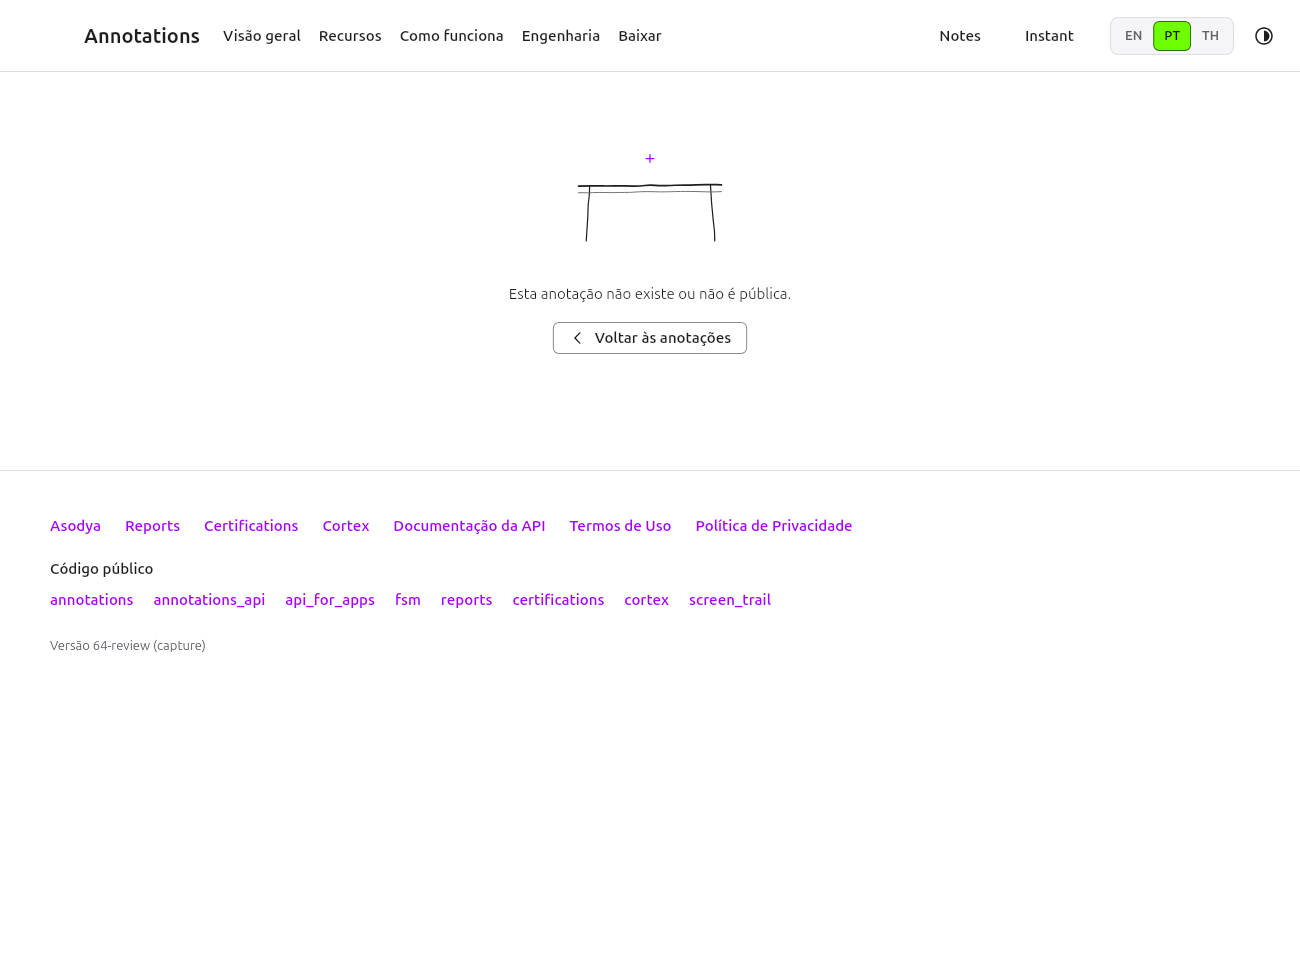 Annotations Visão geral Recursos Como funciona Engenharia Baixar Notes Instant EN PT TH
Esta anotação não existe ou não é pública.
Voltar às anotações
Asodya Reports Certifications Cortex Documentação da API Termos de Uso Política de Privacidade
Código público
annotations annotations_api api_for_apps fsm reports certifications cortex screen_trail
Versão 64-review (capture)